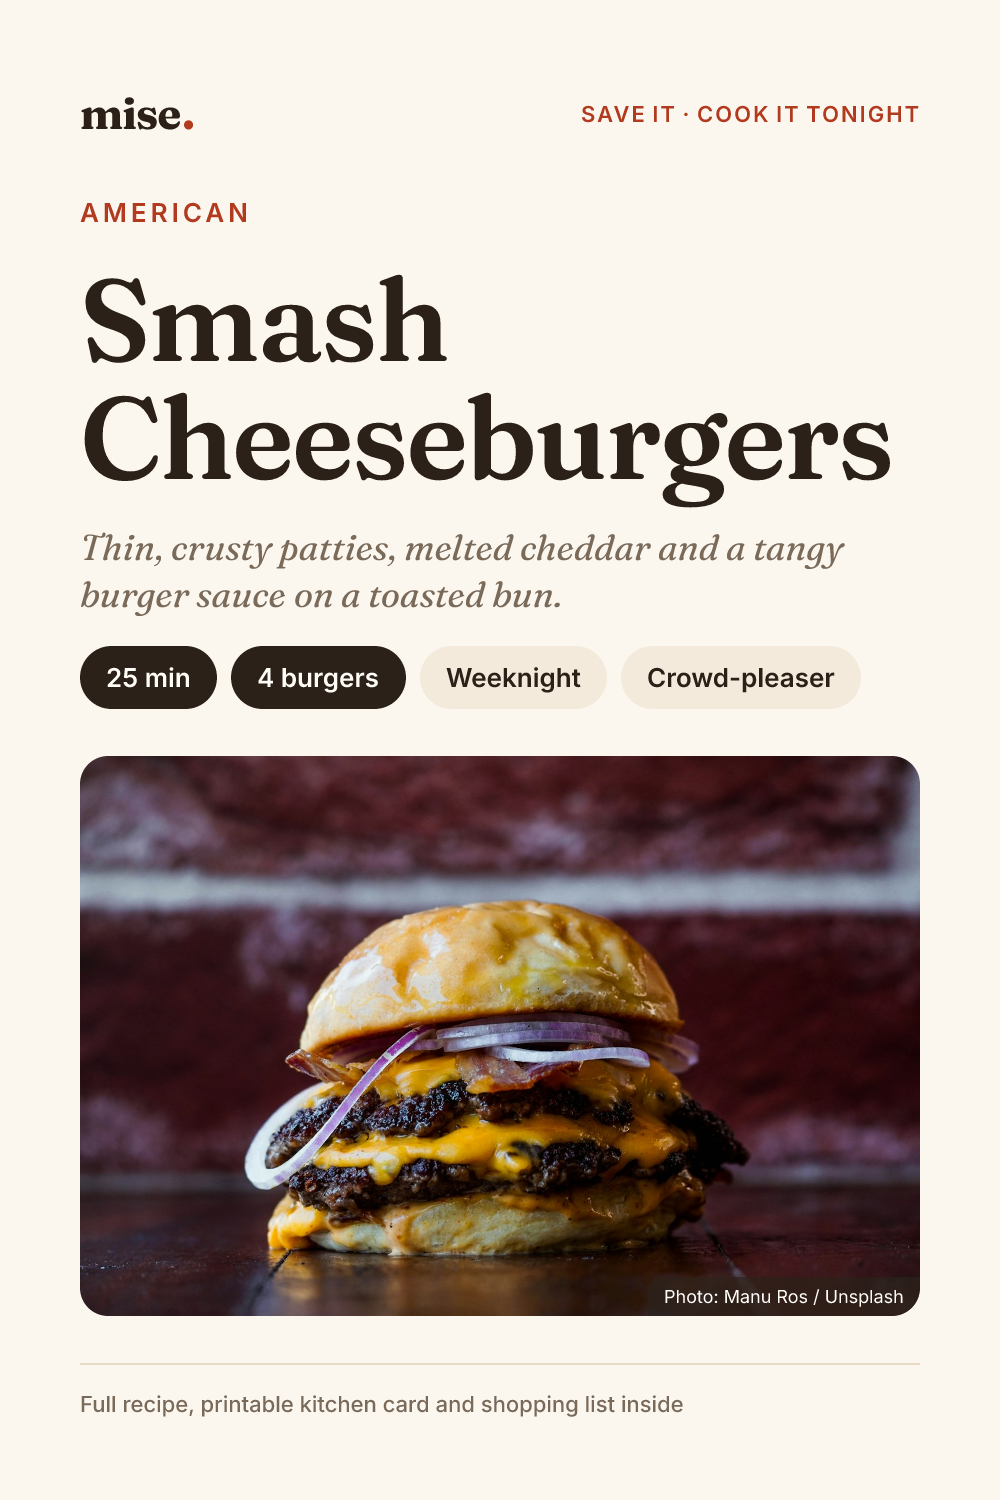 mise.
SAVE IT · COOK IT TONIGHT
AMERICAN
Smash
Cheeseburgers
Thin, crusty patties, melted cheddar and a tangy
burger sauce on a toasted bun.
25 min
4 burgers
Weeknight
Crowd-pleaser
Photo: Manu Ros / Unsplash
Full recipe, printable kitchen card and shopping list inside